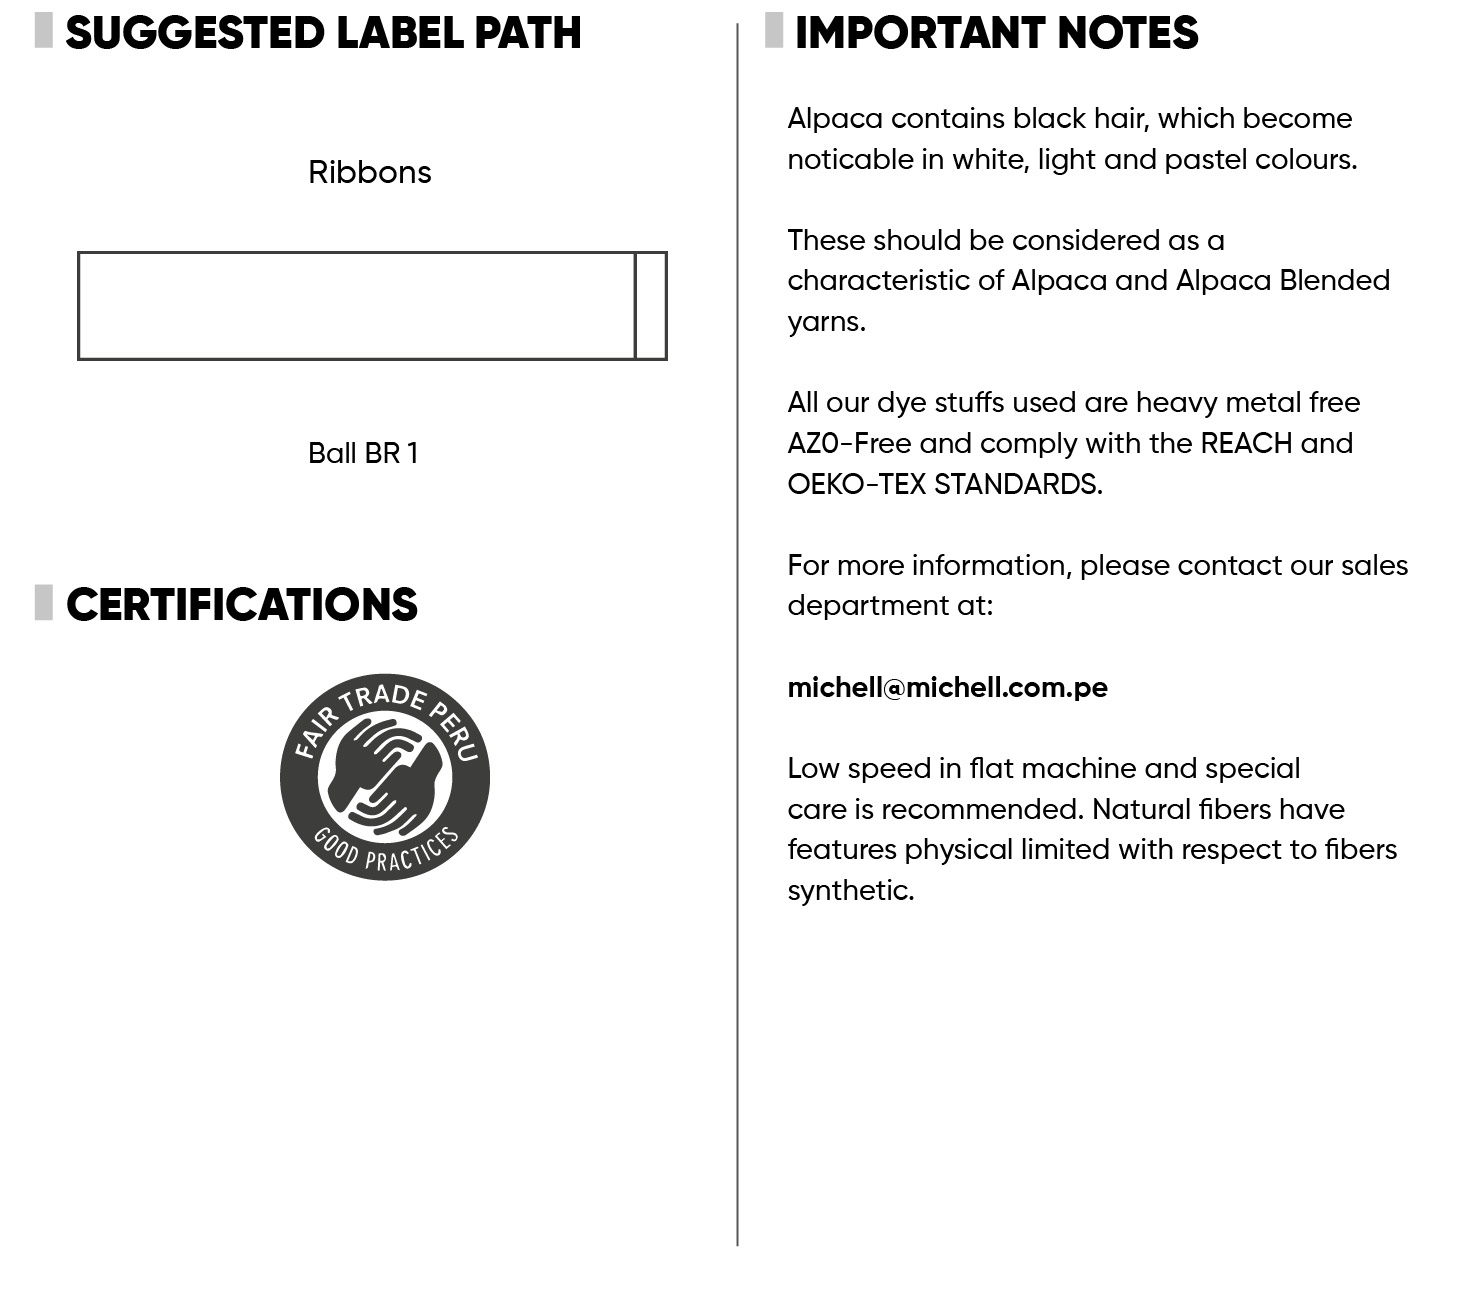 SUGGESTED LABEL PATH
Ribbons
Ball BR 1
CERTIFICATIONS
FAIR TRADE PERU
GOOD PRACTICES
IMPORTANT NOTES
Alpaca contains black hair, which become
noticable in white, light and pastel colours.
These should be considered as a
characteristic of Alpaca and Alpaca Blended
yarns.
All our dye stuffs used are heavy metal free
AZ0-Free and comply with the REACH and
OEKO-TEX STANDARDS.
For more information, please contact our sales
department at:
michell@michell.com.pe
Low speed in flat machine and special
care is recommended. Natural fibers have
features physical limited with respect to fibers
synthetic.